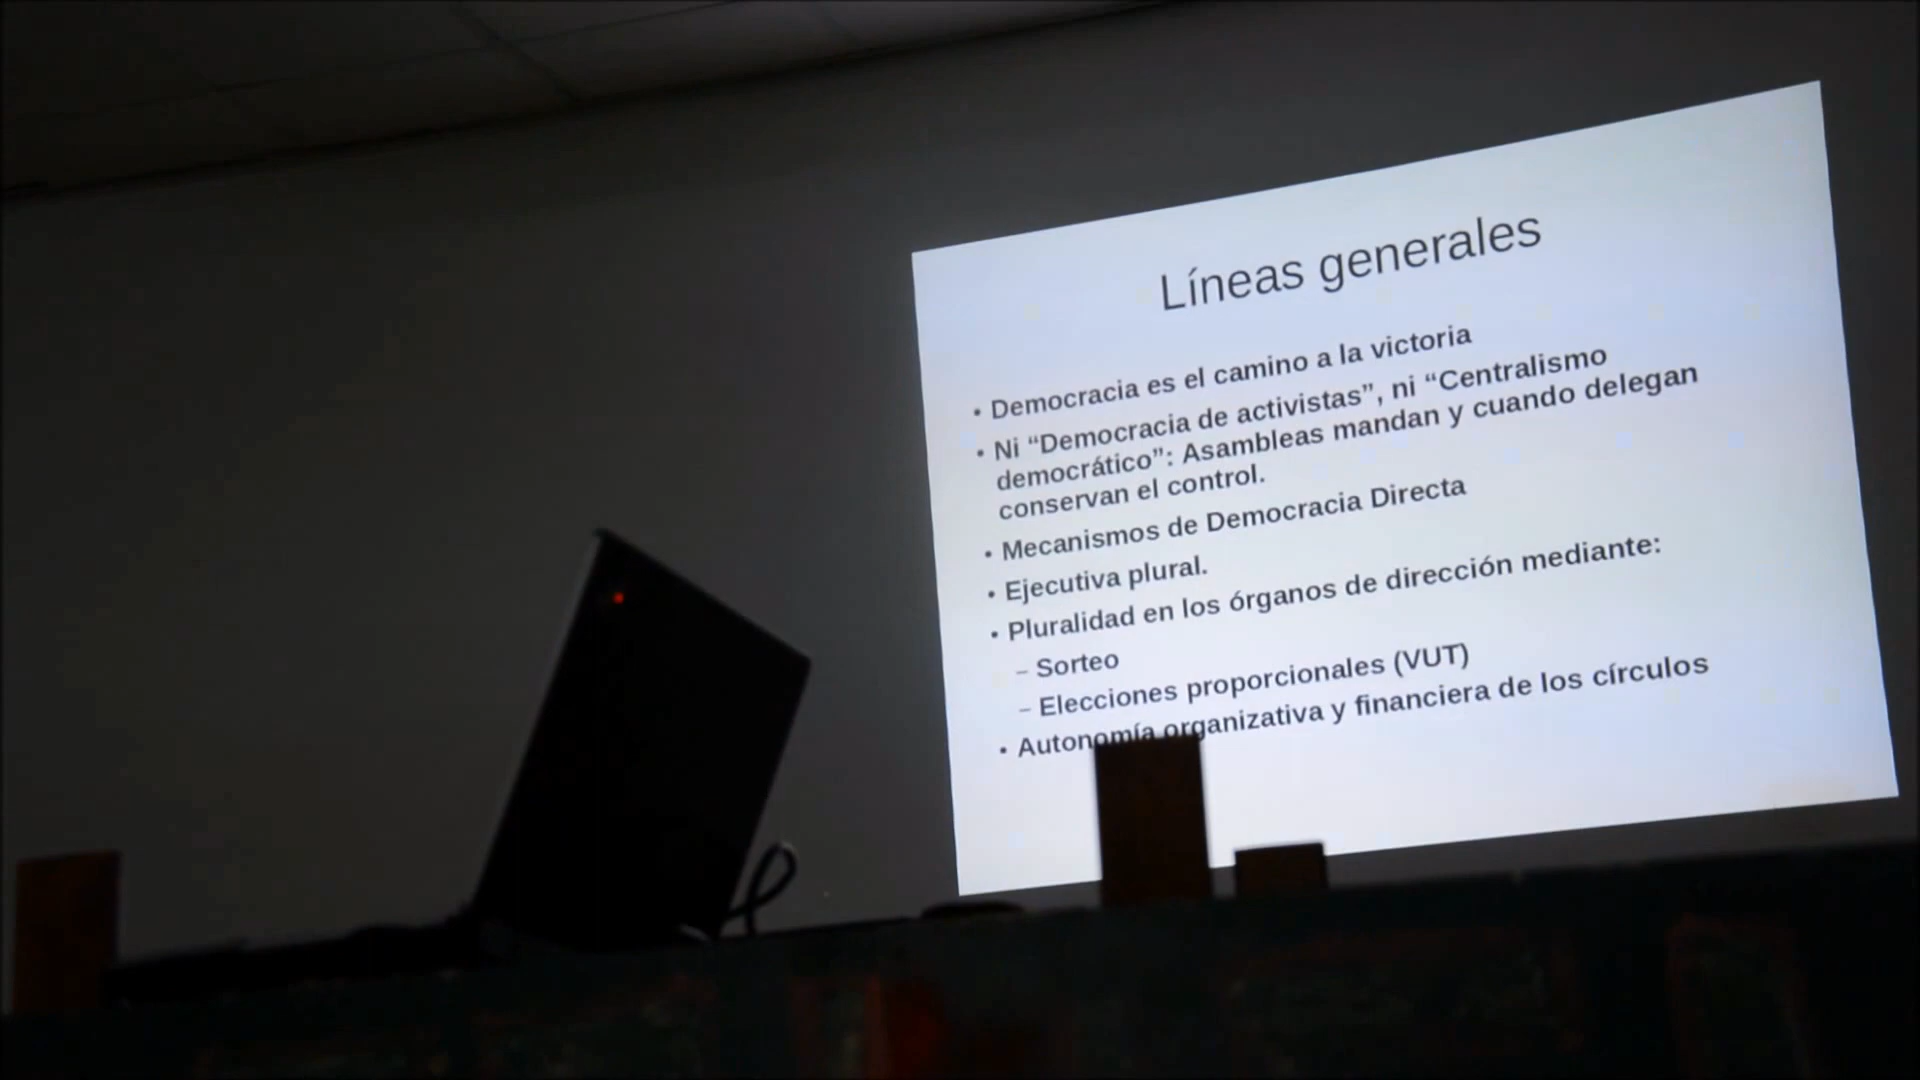 Líneas generales
• Democracia es el camino a la victoria
• Ni “Democracia de activistas”, ni “Centralismo
democrático”: Asambleas mandan y cuando delegan
conservan el control.
• Mecanismos de Democracia Directa
• Ejecutiva plural.
• Pluralidad en los órganos de dirección mediante:
– Sorteo
– Elecciones proporcionales (VUT)
• Autonomía organizativa y financiera de los círculos